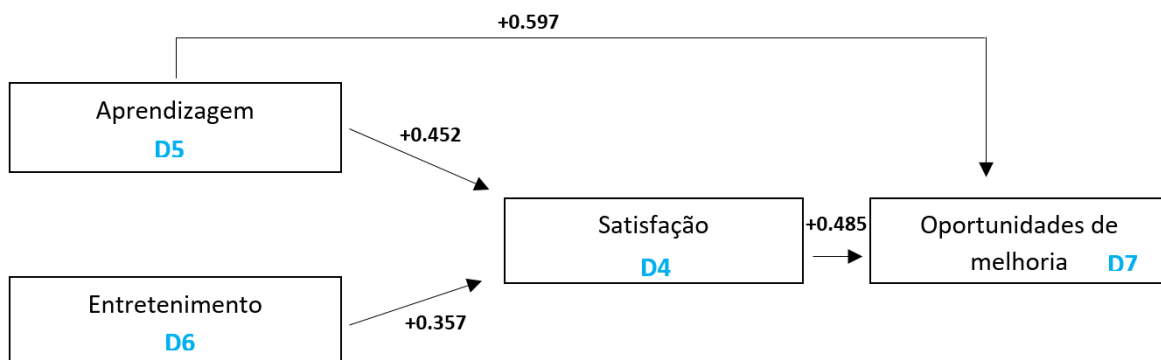 +0.597
Aprendizagem
D5
+0.452
Satisfação
D4
+0.485
Oportunidades de
melhoria D7
Entretenimento
D6
+0.357